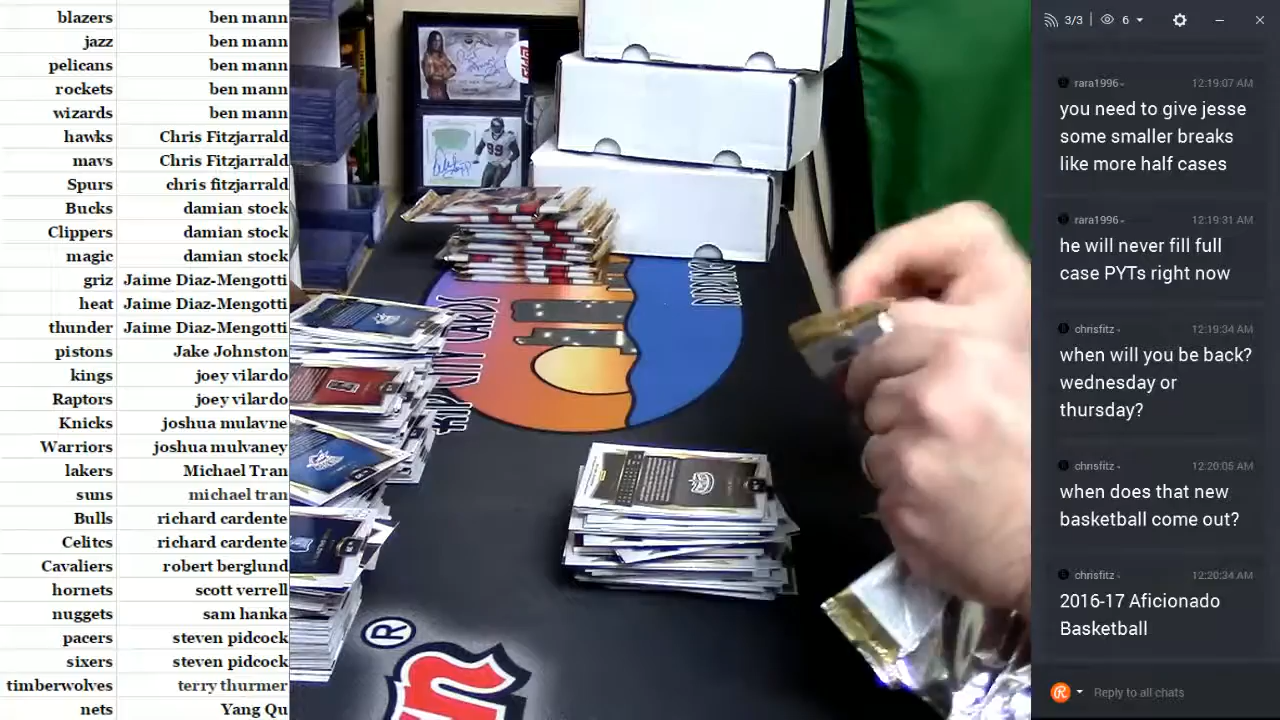 blazers ben mann
jazz ben mann
pelicans ben mann
rockets ben mann
wizards ben mann
hawks Chris Fitzjarrald
mavs Chris Fitzjarrald
Spurs chris fitzjarrald
Bucks damian stock
Clippers damian stock
magic damian stock
griz Jaime Diaz-Mengotti
heat Jaime Diaz-Mengotti
thunder Jaime Diaz-Mengotti
pistons Jake Johnston
kings joey vilardo
Raptors joey vilardo
Knicks joshua mulavne
Warriors joshua mulvaney
lakers Michael Tran
suns michael tran
Bulls richard cardente
Celitcs richard cardente
Cavaliers robert berglund
hornets scott verrell
nuggets sam hanka
pacers steven pidcock
sixers steven pidcock
timberwolves terry thurmer
nets Yang Qu
99
CITY CARDS
RIPPING
®
3/3 | 6
rara1996 12:19:07 AM
you need to give jesse
some smaller breaks
like more half cases
rara1996 12:19:31 AM
he will never fill full
case PYTs right now
chrisfitz 12:19:34 AM
when will you be back?
wednesday or
thursday?
chrisfitz 12:20:05 AM
when does that new
basketball come out?
chrisfitz 12:20:34 AM
2016-17 Aficionado
Basketball
Reply to all chats